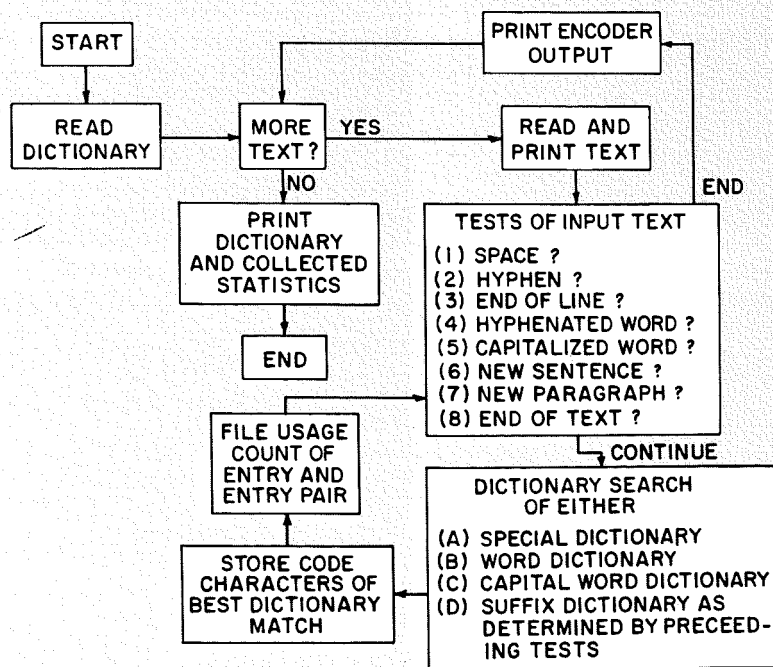 START
PRINT ENCODER
OUTPUT
READ
DICTIONARY
MORE
TEXT ?
YES
READ AND
PRINT TEXT
NO
END
PRINT
DICTIONARY
AND COLLECTED
STATISTICS
END
TESTS OF INPUT TEXT
(1) SPACE ?
(2) HYPHEN ?
(3) END OF LINE ?
(4) HYPHENATED WORD ?
(5) CAPITALIZED WORD ?
(6) NEW SENTENCE ?
(7) NEW PARAGRAPH ?
(8) END OF TEXT ?
CONTINUE
FILE USAGE
COUNT OF
ENTRY AND
ENTRY PAIR
DICTIONARY SEARCH
OF EITHER
(A) SPECIAL DICTIONARY
(B) WORD DICTIONARY
(C) CAPITAL WORD DICTIONARY
(D) SUFFIX DICTIONARY AS
DETERMINED BY PRECEED-
ING TESTS
STORE CODE
CHARACTERS OF
BEST DICTIONARY
MATCH